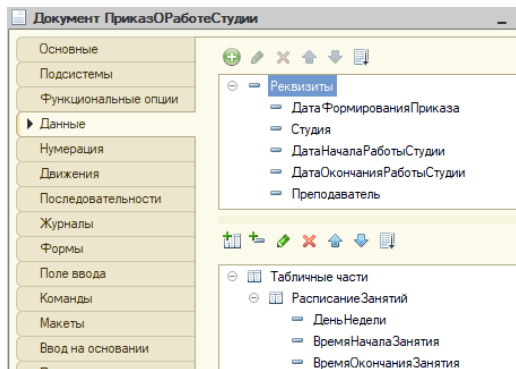 Документ ПриказОРаботеСтудии
Основные
Подсистемы
Функциональные опции
Данные
Нумерация
Движения
Последовательности
Журналы
Формы
Поле ввода
Команды
Макеты
Ввод на основании
Реквизиты
ДатаФормированияПриказа
Студия
ДатаНачалаРаботыСтудии
ДатаОкончанияРаботыСтудии
Преподаватель
Табличные части
РасписаниеЗанятий
ДеньНедели
ВремяНачалаЗанятия
ВремяОкончанияЗанятия